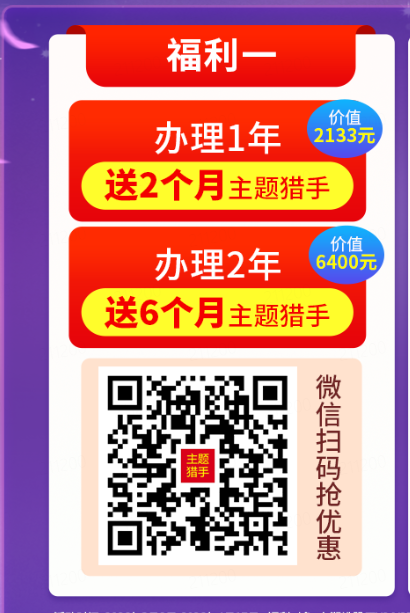 福利一
办理1年
价值
2133元
送2个月主题猎手
办理2年
价值
6400元
送6个月主题猎手
主题
猎手
微信扫码抢优惠